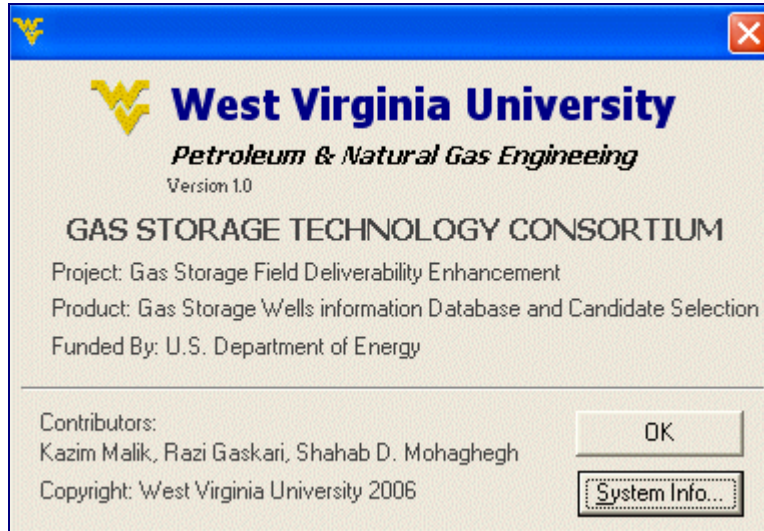 West Virginia University
Petroleum & Natural Gas Engineeing
Version 1.0
GAS STORAGE TECHNOLOGY CONSORTIUM
Project: Gas Storage Field Deliverability Enhancement
Product: Gas Storage Wells information Database and Candidate Selection
Funded By: U.S. Department of Energy
Contributors:
Kazim Malik, Razi Gaskari, Shahab D. Mohaghegh
Copyright: West Virginia University 2006
OK
System Info...